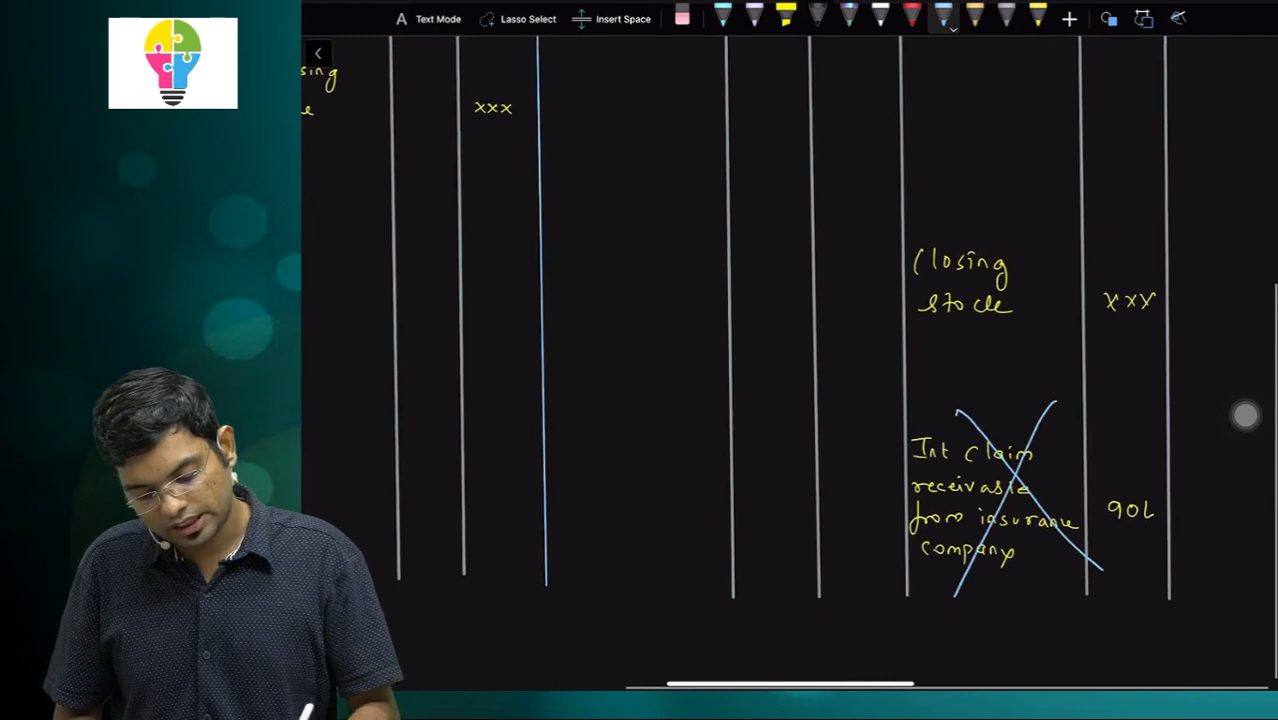 Text Mode
Lasso Select
Insert Space
sing
xxx
Closing
stock
xxx
Int claim
receivable
from insurance
company
90L